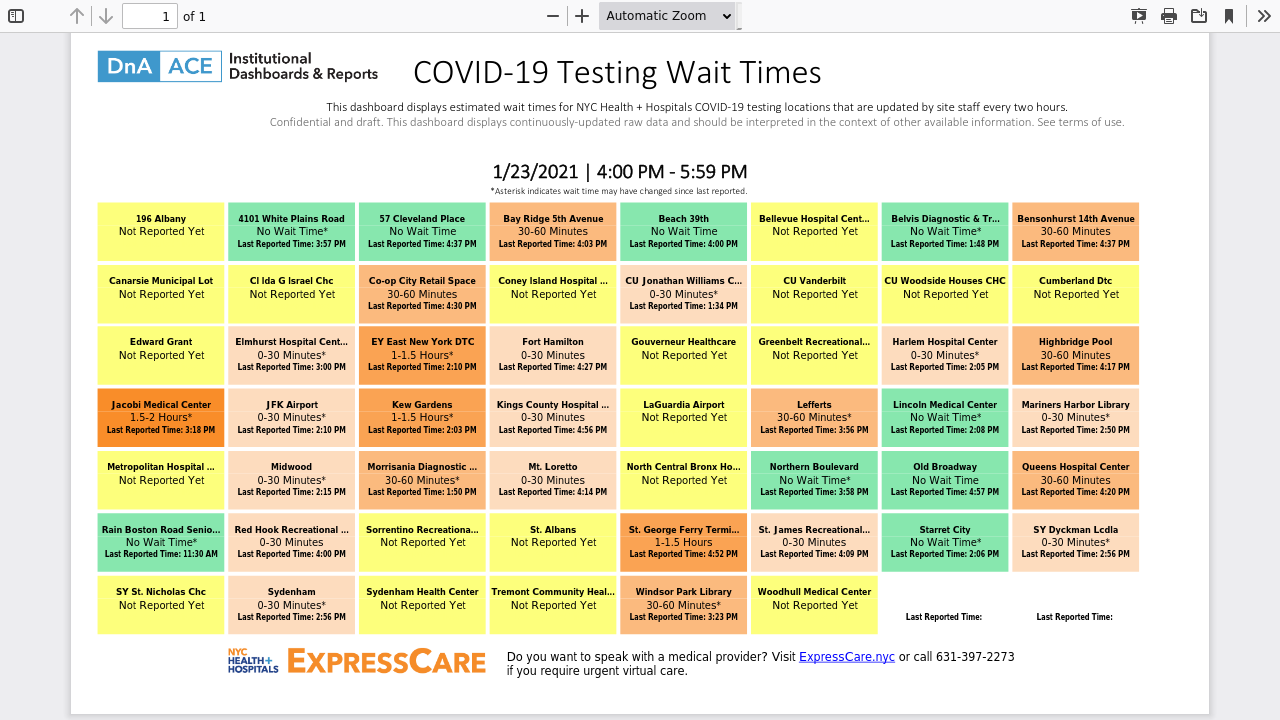 1 of 1 Automatic Zoom
DnA ACE Institutional
Dashboards & Reports
COVID-19 Testing Wait Times
This dashboard displays estimated wait times for NYC Health + Hospitals COVID-19 testing locations that are updated by site staff every two hours.
Confidential and draft. This dashboard displays continuously-updated raw data and should be interpreted in the context of other available information. See terms of use.
1/23/2021 | 4:00 PM - 5:59 PM
*Asterisk indicates wait time may have changed since last reported.
196 Albany
Not Reported Yet
4101 White Plains Road
No Wait Time*
Last Reported Time: 3:57 PM
57 Cleveland Place
No Wait Time
Last Reported Time: 4:37 PM
Bay Ridge 5th Avenue
30-60 Minutes
Last Reported Time: 4:03 PM
Beach 39th
No Wait Time
Last Reported Time: 4:00 PM
Bellevue Hospital Cent...
Not Reported Yet
Belvis Diagnostic & Tr...
No Wait Time*
Last Reported Time: 1:48 PM
Bensonhurst 14th Avenue
30-60 Minutes
Last Reported Time: 4:37 PM
Canarsie Municipal Lot
Not Reported Yet
CI Ida G Israel Chc
Not Reported Yet
Co-op City Retail Space
30-60 Minutes
Last Reported Time: 4:30 PM
Coney Island Hospital ...
Not Reported Yet
CU Jonathan Williams C...
0-30 Minutes*
Last Reported Time: 1:34 PM
CU Vanderbilt
Not Reported Yet
CU Woodside Houses CHC
Not Reported Yet
Cumberland Dtc
Not Reported Yet
Edward Grant
Not Reported Yet
Elmhurst Hospital Cent...
0-30 Minutes*
Last Reported Time: 3:00 PM
EY East New York DTC
1-1.5 Hours*
Last Reported Time: 2:10 PM
Fort Hamilton
0-30 Minutes
Last Reported Time: 4:27 PM
Gouverneur Healthcare
Not Reported Yet
Greenbelt Recreational...
Not Reported Yet
Harlem Hospital Center
0-30 Minutes*
Last Reported Time: 2:05 PM
Highbridge Pool
30-60 Minutes
Last Reported Time: 4:17 PM
Jacobi Medical Center
1.5-2 Hours*
Last Reported Time: 3:18 PM
JFK Airport
0-30 Minutes*
Last Reported Time: 2:10 PM
Kew Gardens
1-1.5 Hours*
Last Reported Time: 2:03 PM
Kings County Hospital ...
0-30 Minutes
Last Reported Time: 4:56 PM
LaGuardia Airport
Not Reported Yet
Lefferts
30-60 Minutes*
Last Reported Time: 3:56 PM
Lincoln Medical Center
No Wait Time*
Last Reported Time: 2:08 PM
Mariners Harbor Library
0-30 Minutes*
Last Reported Time: 2:50 PM
Metropolitan Hospital ...
Not Reported Yet
Midwood
0-30 Minutes*
Last Reported Time: 2:15 PM
Morrisania Diagnostic ...
30-60 Minutes*
Last Reported Time: 1:50 PM
Mt. Loretto
0-30 Minutes
Last Reported Time: 4:14 PM
North Central Bronx Ho...
Not Reported Yet
Northern Boulevard
No Wait Time*
Last Reported Time: 3:58 PM
Old Broadway
No Wait Time
Last Reported Time: 4:57 PM
Queens Hospital Center
30-60 Minutes
Last Reported Time: 4:20 PM
Rain Boston Road Senio...
No Wait Time*
Last Reported Time: 11:30 AM
Red Hook Recreational ...
0-30 Minutes
Last Reported Time: 4:00 PM
Sorrentino Recreationa...
Not Reported Yet
St. Albans
Not Reported Yet
St. George Ferry Termi...
1-1.5 Hours
Last Reported Time: 4:52 PM
St. James Recreational...
0-30 Minutes
Last Reported Time: 4:09 PM
Starret City
No Wait Time*
Last Reported Time: 2:06 PM
SY Dyckman Lcdla
0-30 Minutes*
Last Reported Time: 2:56 PM
SY St. Nicholas Chc
Not Reported Yet
Sydenham
0-30 Minutes*
Last Reported Time: 2:56 PM
Sydenham Health Center
Not Reported Yet
Tremont Community Heal...
Not Reported Yet
Windsor Park Library
30-60 Minutes*
Last Reported Time: 3:23 PM
Woodhull Medical Center
Not Reported Yet
Last Reported Time:
Last Reported Time:
NYC
HEALTH+
HOSPITALS
EXPRESSCARE
Do you want to speak with a medical provider? Visit ExpressCare.nyc or call 631-397-2273
if you require urgent virtual care.